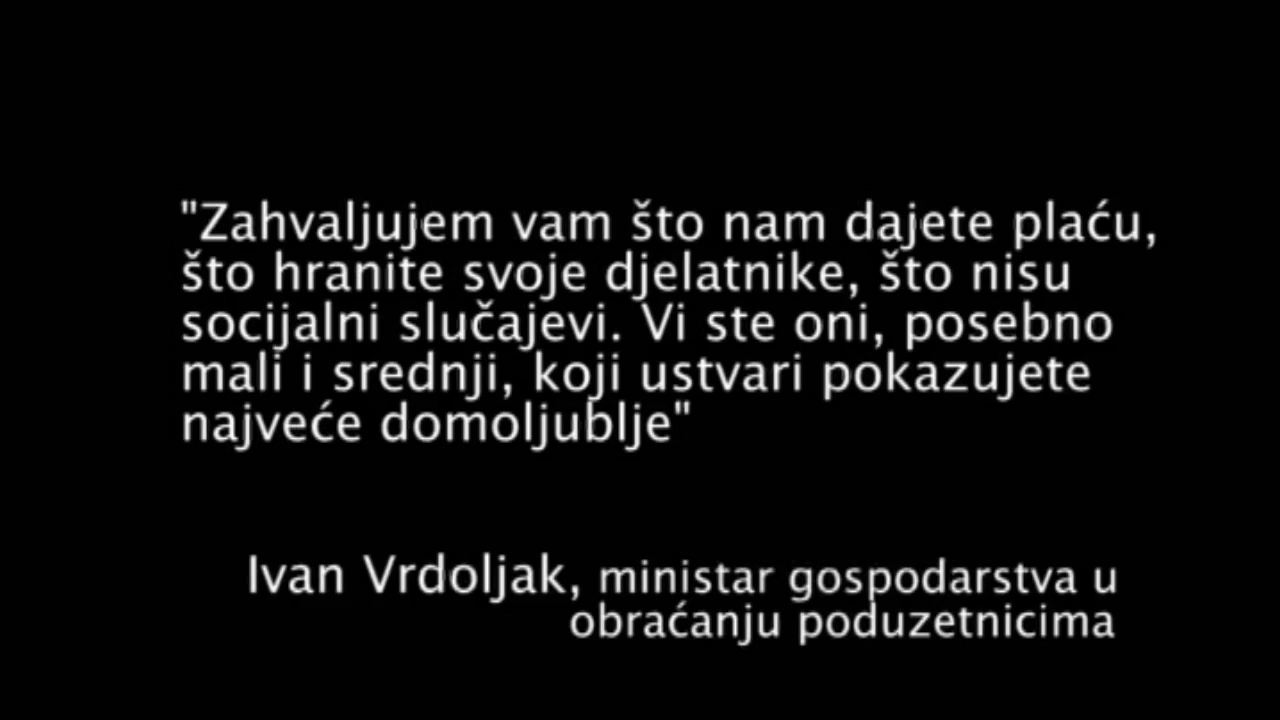 "Zahvaljujem vam što nam dajete plaću,
što hranite svoje djelatnike, što nisu
socijalni slučajevi. Vi ste oni, posebno
mali i srednji, koji ustvari pokazujete
najveće domoljublje"
Ivan Vrdoljak, ministar gospodarstva u
obraćanju poduzetnicima